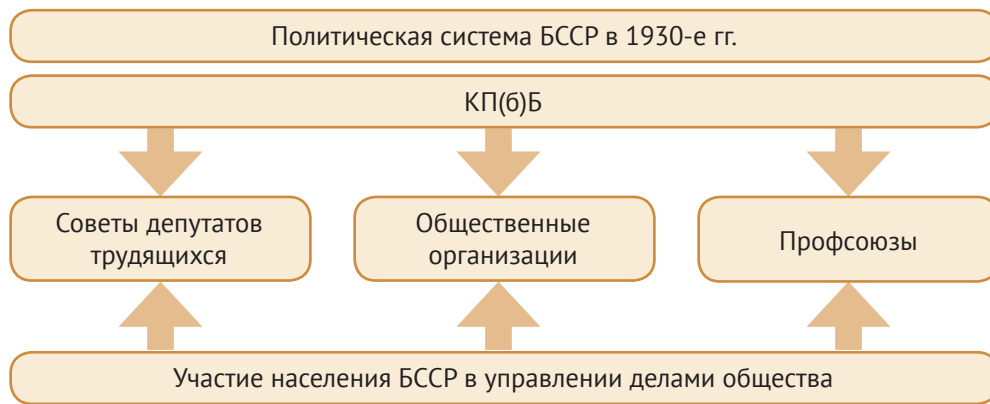 Политическая система БССР в 1930-е гг.
КП(б)Б
Советы депутатов
трудящихся
Общественные
организации
Профсоюзы
Участие населения БССР в управлении делами общества